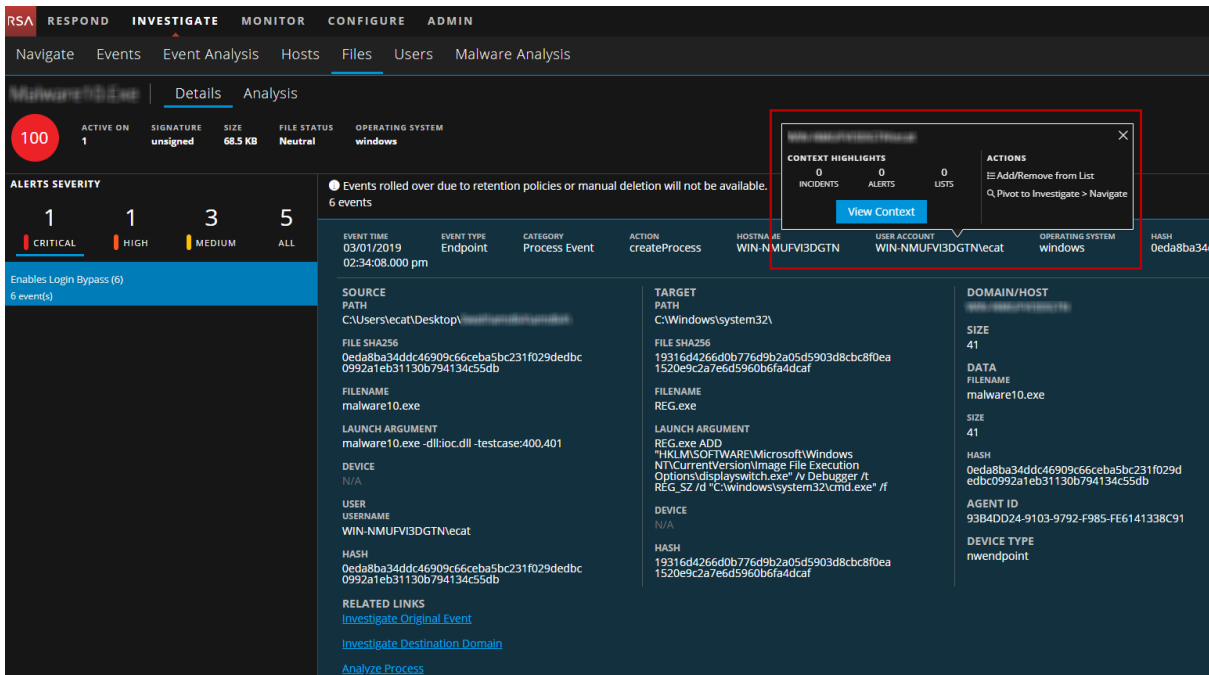 RSA RESPOND INVESTIGATE MONITOR CONFIGURE ADMIN
Navigate Events Event Analysis Hosts Files Users Malware Analysis
Details Analysis
100
ACTIVE ON
1
SIGNATURE
unsigned
SIZE
68.5 KB
FILE STATUS
Neutral
OPERATING SYSTEM
windows
ALERTS SEVERITY
1
CRITICAL
1
HIGH
3
MEDIUM
5
ALL
Enables Login Bypass (6)
6 event(s)
Events rolled over due to retention policies or manual deletion will not be available.
6 events
CONTEXT HIGHLIGHTS
0
INCIDENTS
0
ALERTS
0
LISTS
View Context
ACTIONS
Add/Remove from List
Pivot to Investigate > Navigate
EVENT TIME
03/01/2019
02:34:08.000 pm
EVENT TYPE
Endpoint
CATEGORY
Process Event
ACTION
createProcess
HOSTNAME
WIN-NMUFVI3DGTN
USER ACCOUNT
WIN-NMUFVI3DGTN\ecat
OPERATING SYSTEM
windows
HASH
0eda8ba34
SOURCE
PATH
C:\Users\ecat\Desktop\
FILE SHA256
0eda8ba34ddc46909c66ceba5bc231f029dedbc
0992a1eb31130b794134c55db
FILENAME
malware10.exe
LAUNCH ARGUMENT
malware10.exe -dll:ioc.dll -testcase:400,401
DEVICE
N/A
USER
USERNAME
WIN-NMUFVI3DGTN\ecat
HASH
0eda8ba34ddc46909c66ceba5bc231f029dedbc
0992a1eb31130b794134c55db
RELATED LINKS
Investigate Original Event
Investigate Destination Domain
Analyze Process
TARGET
PATH
C:\Windows\system32\
FILE SHA256
19316d4266d0b776d9b2a05d5903d8cbc8f0ea
1520e9c2a7e6d5960b6fa4dcaf
FILENAME
REG.exe
LAUNCH ARGUMENT
REG.exe ADD
"HKLM\SOFTWARE\Microsoft\Windows
NT\CurrentVersion\Image File Execution
Options\displayswitch.exe" /v Debugger /t
REG_SZ /d "C:\windows\system32\cmd.exe" /f
DEVICE
N/A
HASH
19316d4266d0b776d9b2a05d5903d8cbc8f0ea
1520e9c2a7e6d5960b6fa4dcaf
DOMAIN/HOST
SIZE
41
DATA
FILENAME
malware10.exe
SIZE
41
HASH
0eda8ba34ddc46909c66ceba5bc231f029d
edbc0992a1eb31130b794134c55db
AGENT ID
93B4DD24-9103-9792-F985-FE6141338C91
DEVICE TYPE
nwendpoint